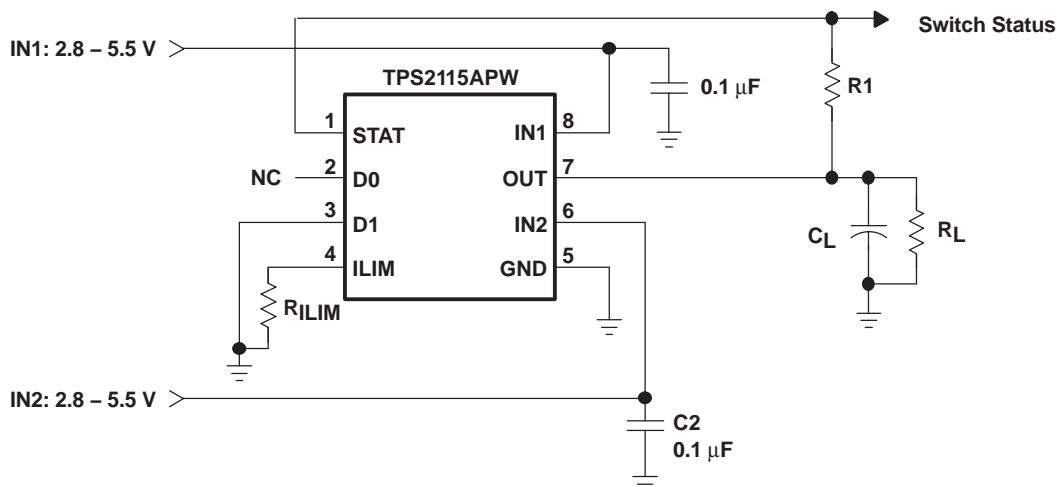 Switch Status
IN1: 2.8 – 5.5 V
TPS2115APW
0.1 µF
R1
1
STAT
IN1
8
NC
2
D0
OUT
7
3
D1
IN2
6
CL
RL
4
ILIM
GND
5
RILIM
IN2: 2.8 – 5.5 V
C2
0.1 µF